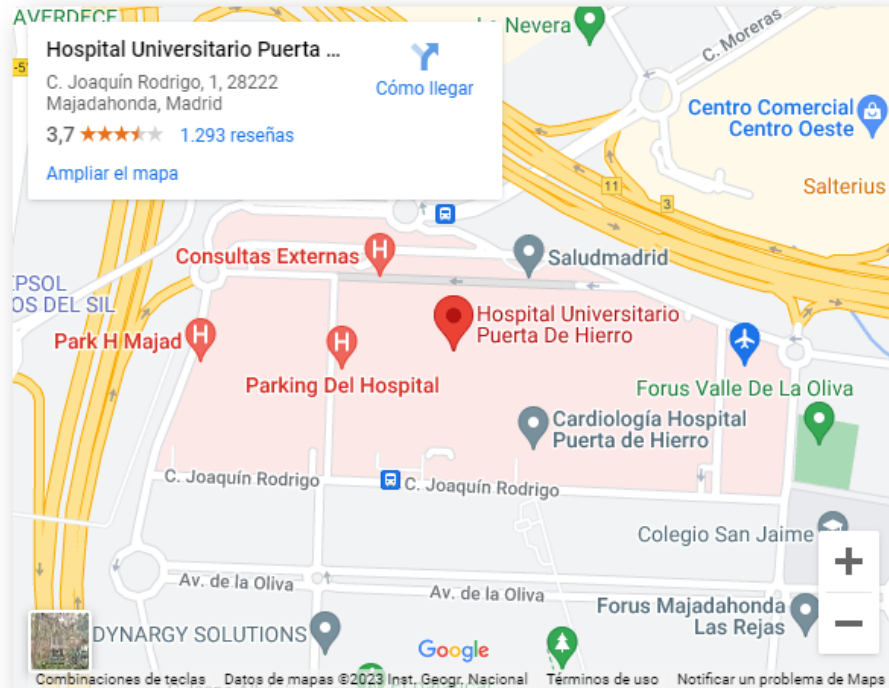 AVERDECE
La Nevera
C. Moreras
Hospital Universitario Puerta ...
C. Joaquín Rodrigo, 1, 28222
Majadahonda, Madrid
Cómo llegar
3,7
1.293 reseñas
Ampliar el mapa
Centro Comercial
Centro Oeste
11
3
Salterius
Consultas Externas
H
Saludmadrid
EPSOL
OS DEL SIL
Hospital Universitario
Puerta De Hierro
Park H Majad
H
H
Parking Del Hospital
Forus Valle De La Oliva
Cardiología Hospital
Puerta de Hierro
C. Joaquín Rodrigo
C. Joaquín Rodrigo
Colegio San Jaime
+
Av. de la Oliva
Av. de la Oliva
Forus Majadahonda
Las Rejas
−
DYNARGY SOLUTIONS
Google
Combinaciones de teclas
Datos de mapas ©2023 Inst. Geogr. Nacional
Términos de uso
Notificar un problema de Maps